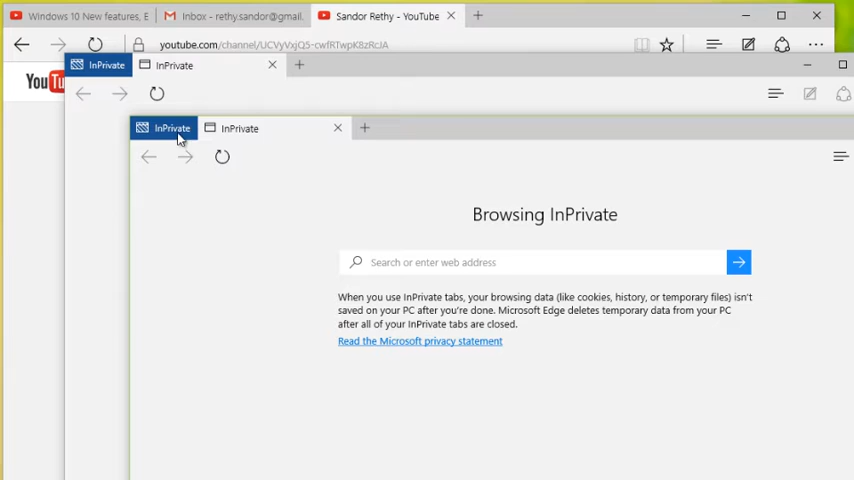 Windows 10 New features, E
Inbox - rethy.sandor@gmail.
Sandor Rethy - YouTube
youtube.com/channel/UCVyVxjQ5-cwfRTwpK8zRcJA
YouTu
InPrivate
InPrivate
InPrivate
InPrivate
Browsing InPrivate
Search or enter web address
When you use InPrivate tabs, your browsing data (like cookies, history, or temporary files) isn't
saved on your PC after you're done. Microsoft Edge deletes temporary data from your PC
after all of your InPrivate tabs are closed.
Read the Microsoft privacy statement